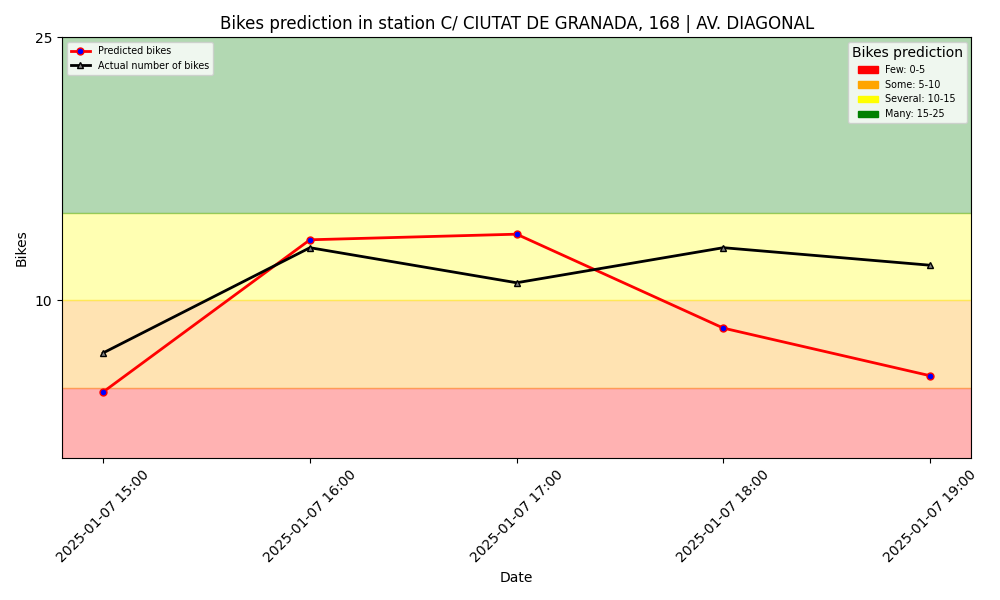 Bikes prediction in station C/ CIUTAT DE GRANADA, 168 | AV. DIAGONAL
25
10
Bikes
Predicted bikes
Actual number of bikes
Bikes prediction
Few: 0-5
Some: 5-10
Several: 10-15
Many: 15-25
2025-01-07 15:00
2025-01-07 16:00
2025-01-07 17:00
2025-01-07 18:00
2025-01-07 19:00
Date